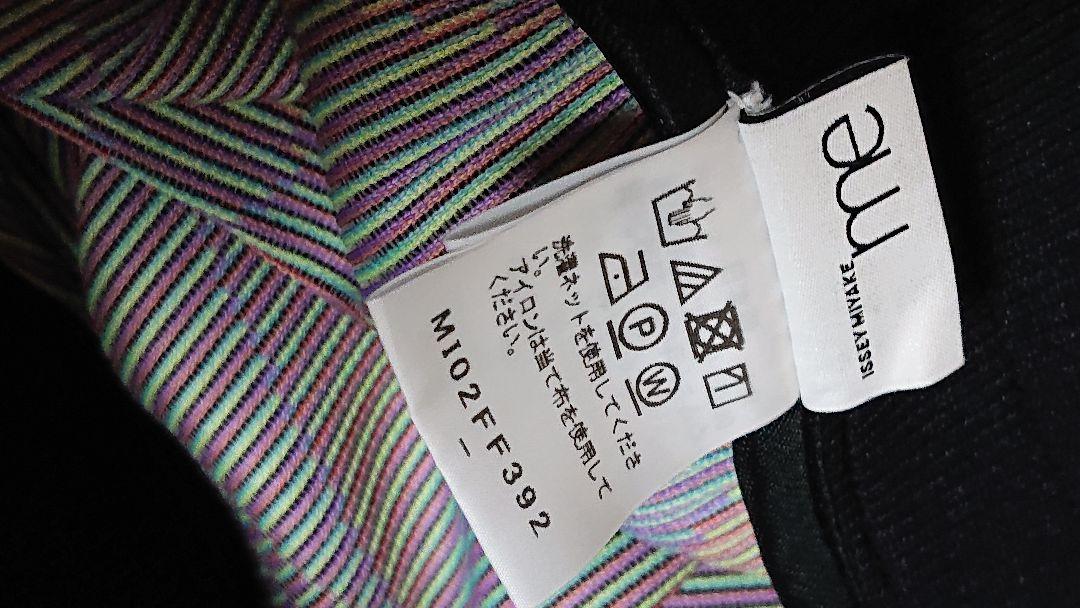 me
ISSEY MIYAKE
P W
洗濯ネットを使用してくださ
い。
アイロンは当て布を使用して
ください。
MI02FF392
-